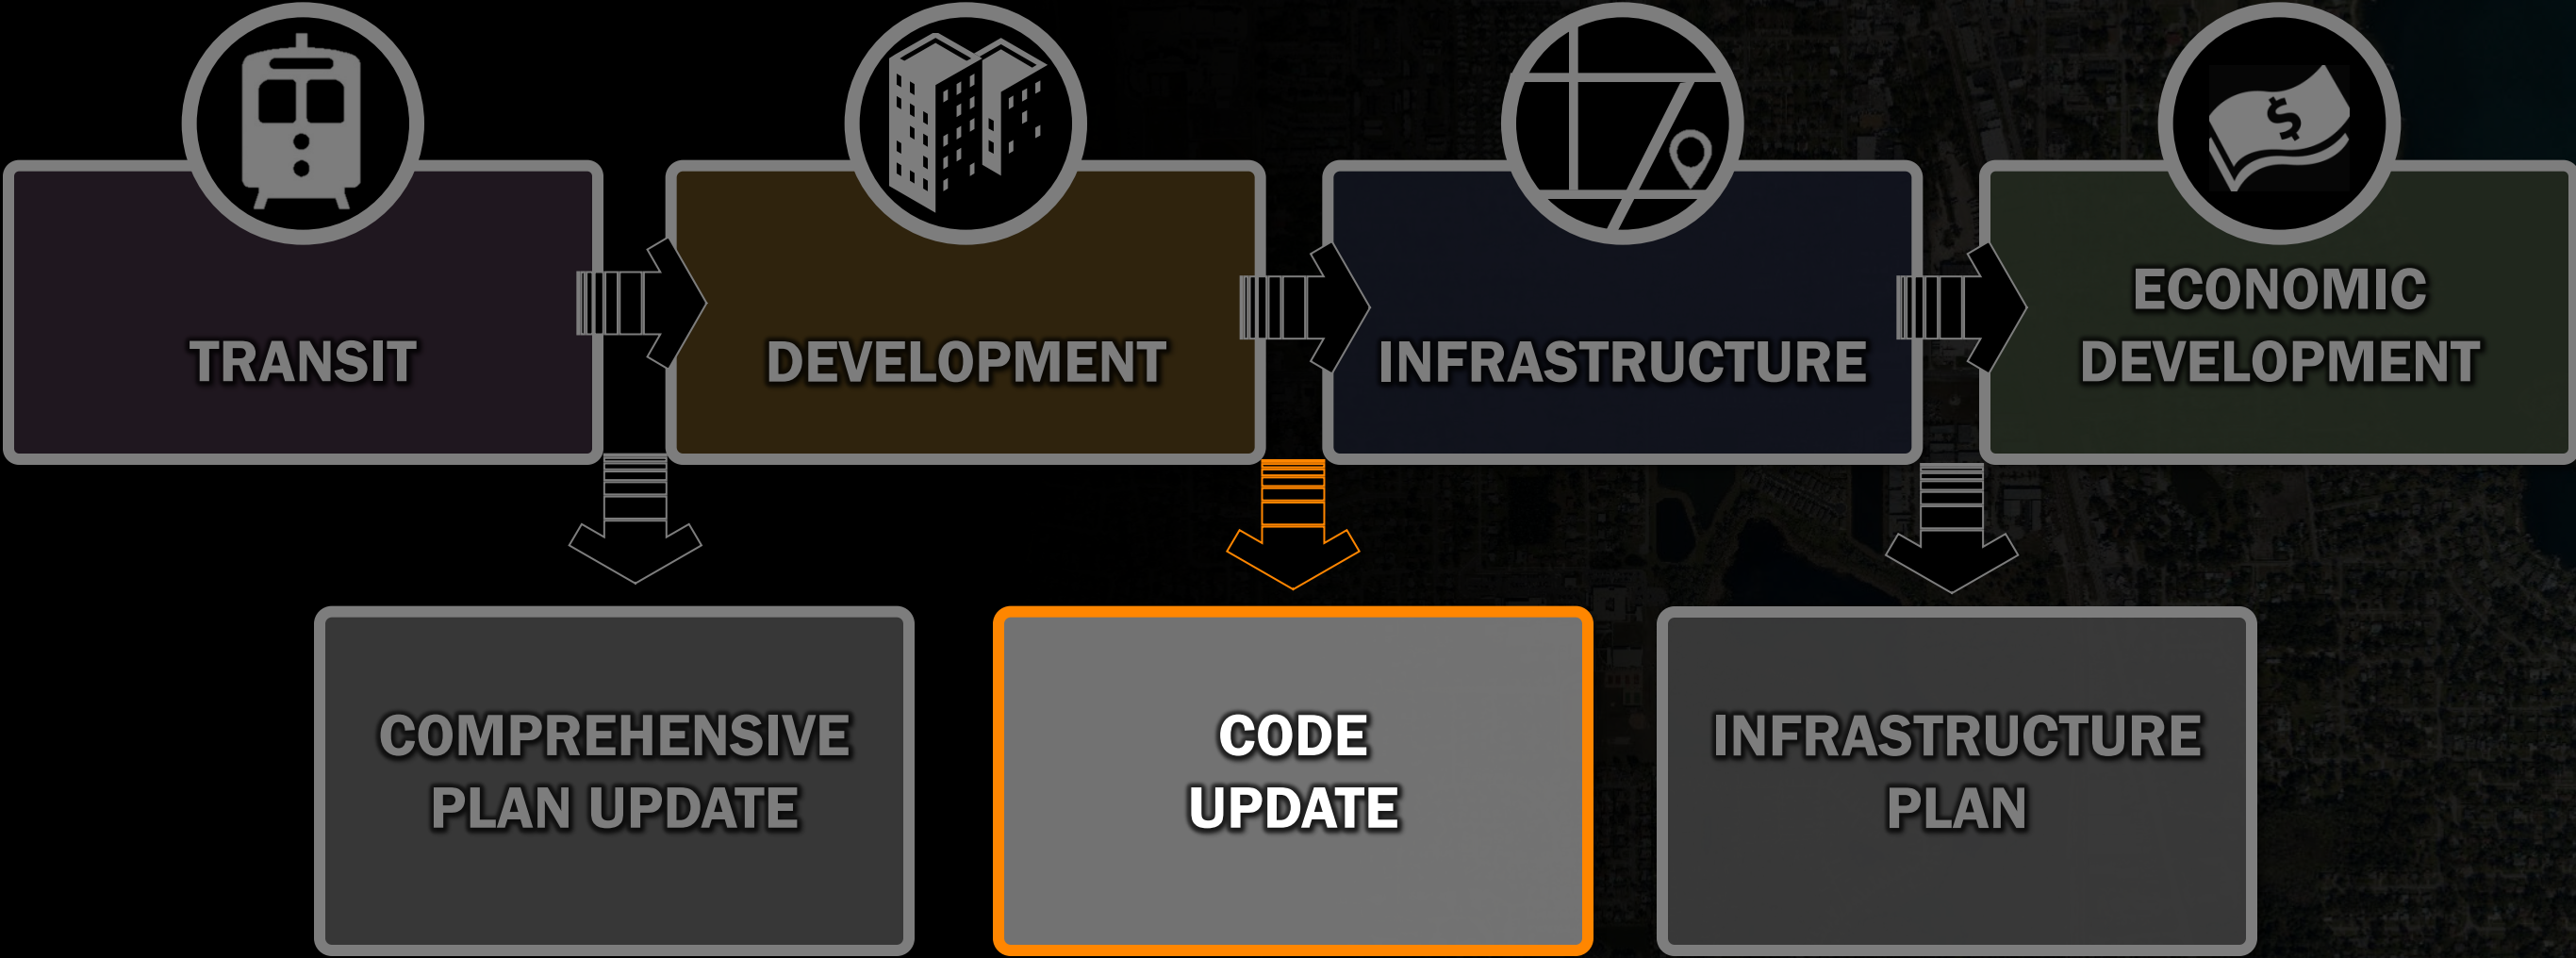 TRANSIT
DEVELOPMENT
INFRASTRUCTURE
$
ECONOMIC
DEVELOPMENT
COMPREHENSIVE
PLAN UPDATE
CODE
UPDATE
INFRASTRUCTURE
PLAN